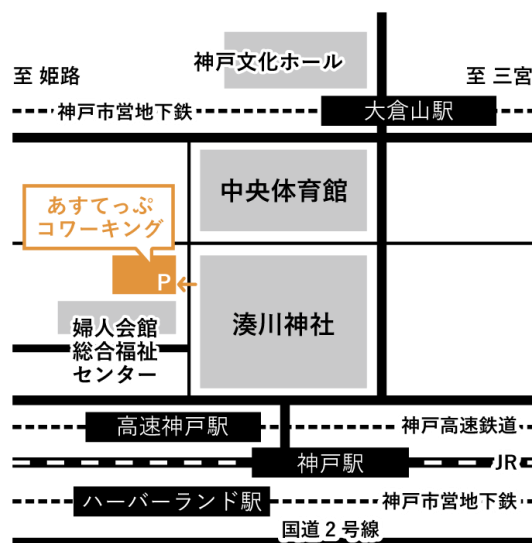 神戸文化ホール
至 姫路
至 三宮
神戸市営地下鉄
大倉山駅
中央体育館
あすてっぷ
コワーキング
P
湊川神社
婦人会館
総合福祉
センター
高速神戸駅
神戸高速鉄道
神戸駅
JR
ハーバーランド駅
神戸市営地下鉄
国道2号線